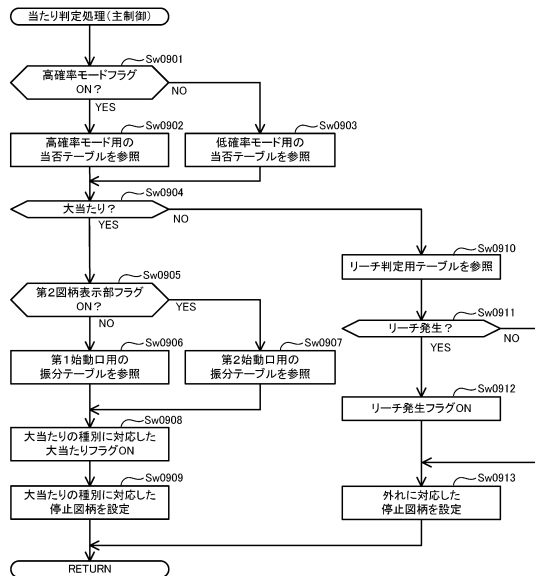 当たり判定処理(主制御)
Sw0901
高確率モードフラグ
ON?
NO
YES
Sw0902
高確率モード用の
当否テーブルを参照
Sw0903
低確率モード用の
当否テーブルを参照
Sw0904
大当たり?
NO
YES
Sw0910
リーチ判定用テーブルを参照
Sw0905
第2図柄表示部フラグ
ON?
YES
NO
Sw0911
リーチ発生?
NO
YES
Sw0906
第1始動口用の
振分テーブルを参照
Sw0907
第2始動口用の
振分テーブルを参照
Sw0912
リーチ発生フラグON
Sw0908
大当たりの種別に対応した
大当たりフラグON
Sw0909
大当たりの種別に対応した
停止図柄を設定
Sw0913
外れに対応した
停止図柄を設定
RETURN